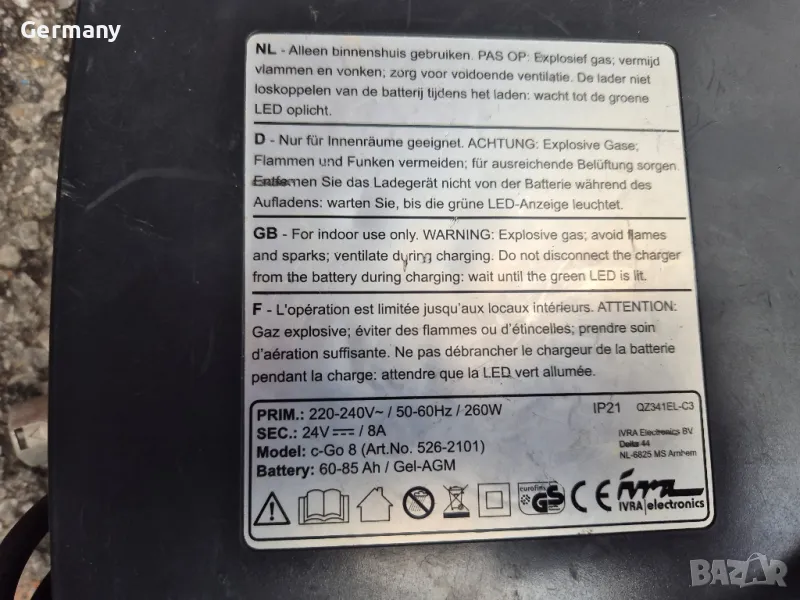 Germany
NL - Alleen binnenshuis gebruiken. PAS OP: Explosief gas; vermijd
vlammen en vonken; zorg voor voldoende ventilatie. De lader niet
loskoppelen van de batterij tijdens het laden: wacht tot de groene
LED oplicht.
D - Nur für Innenräume geeignet. ACHTUNG: Explosive Gase;
Flammen und Funken vermeiden; für ausreichende Belüftung sorgen.
Entfernen Sie das Ladegerät nicht von der Batterie während des
Aufladens: warten Sie, bis die grüne LED-Anzeige leuchtet.
GB - For indoor use only. WARNING: Explosive gas; avoid flames
and sparks; ventilate during charging. Do not disconnect the charger
from the battery during charging: wait until the green LED is lit.
F - L'opération est limitée jusqu'aux locaux intérieurs. ATTENTION:
Gaz explosive; éviter des flammes ou d'étincelles; prendre soin
d'aération suffisante. Ne pas débrancher le chargeur de la batterie
pendant la charge: attendre que la LED vert allumée.
PRIM.: 220-240V~ / 50-60Hz / 260W IP21 QZ341EL-C3
SEC.: 24V ⎓ / 8A IVRA Electronics BV
Model: c-Go 8 (Art.No. 526-2101) Delta 44
Battery: 60-85 Ah / Gel-AGM NL-6825 MS Arnhem
eurofins GS CE ivra
IVRA electronics
BAZAR